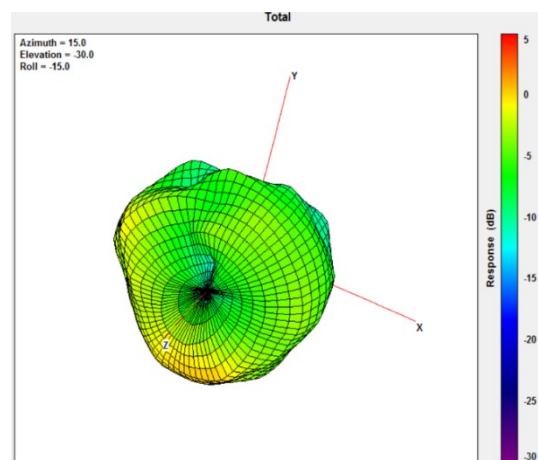 Total
Azimuth = 15.0
Elevation = -30.0
Roll = -15.0
Y
X
Z
5
0
-5
-10
-15
-20
-25
-30
Response (dB)